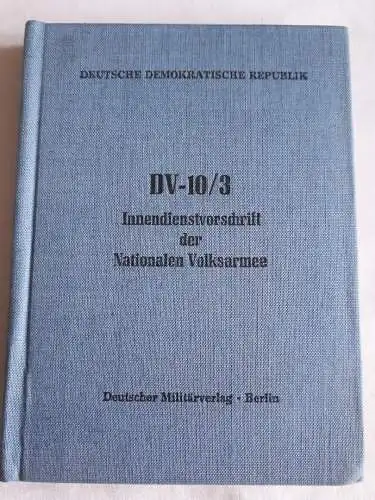 DEUTSCHE DEMOKRATISCHE REPUBLIK
DV-10/3
Innendienstvorschrift
der
Nationalen Volksarmee
Deutscher Militärverlag · Berlin